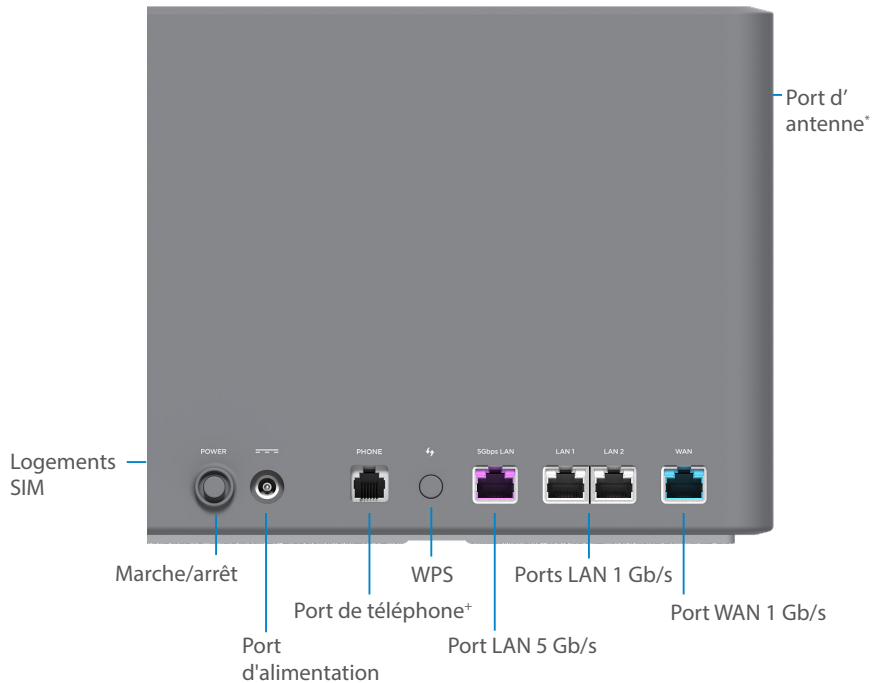 Port d'
antenne*
POWER
PHONE
5Gbps LAN
LAN 1
LAN 2
WAN
Logements
SIM
Marche/arrêt
WPS
Ports LAN 1 Gb/s
Port de téléphone+
Port WAN 1 Gb/s
Port
d'alimentation
Port LAN 5 Gb/s